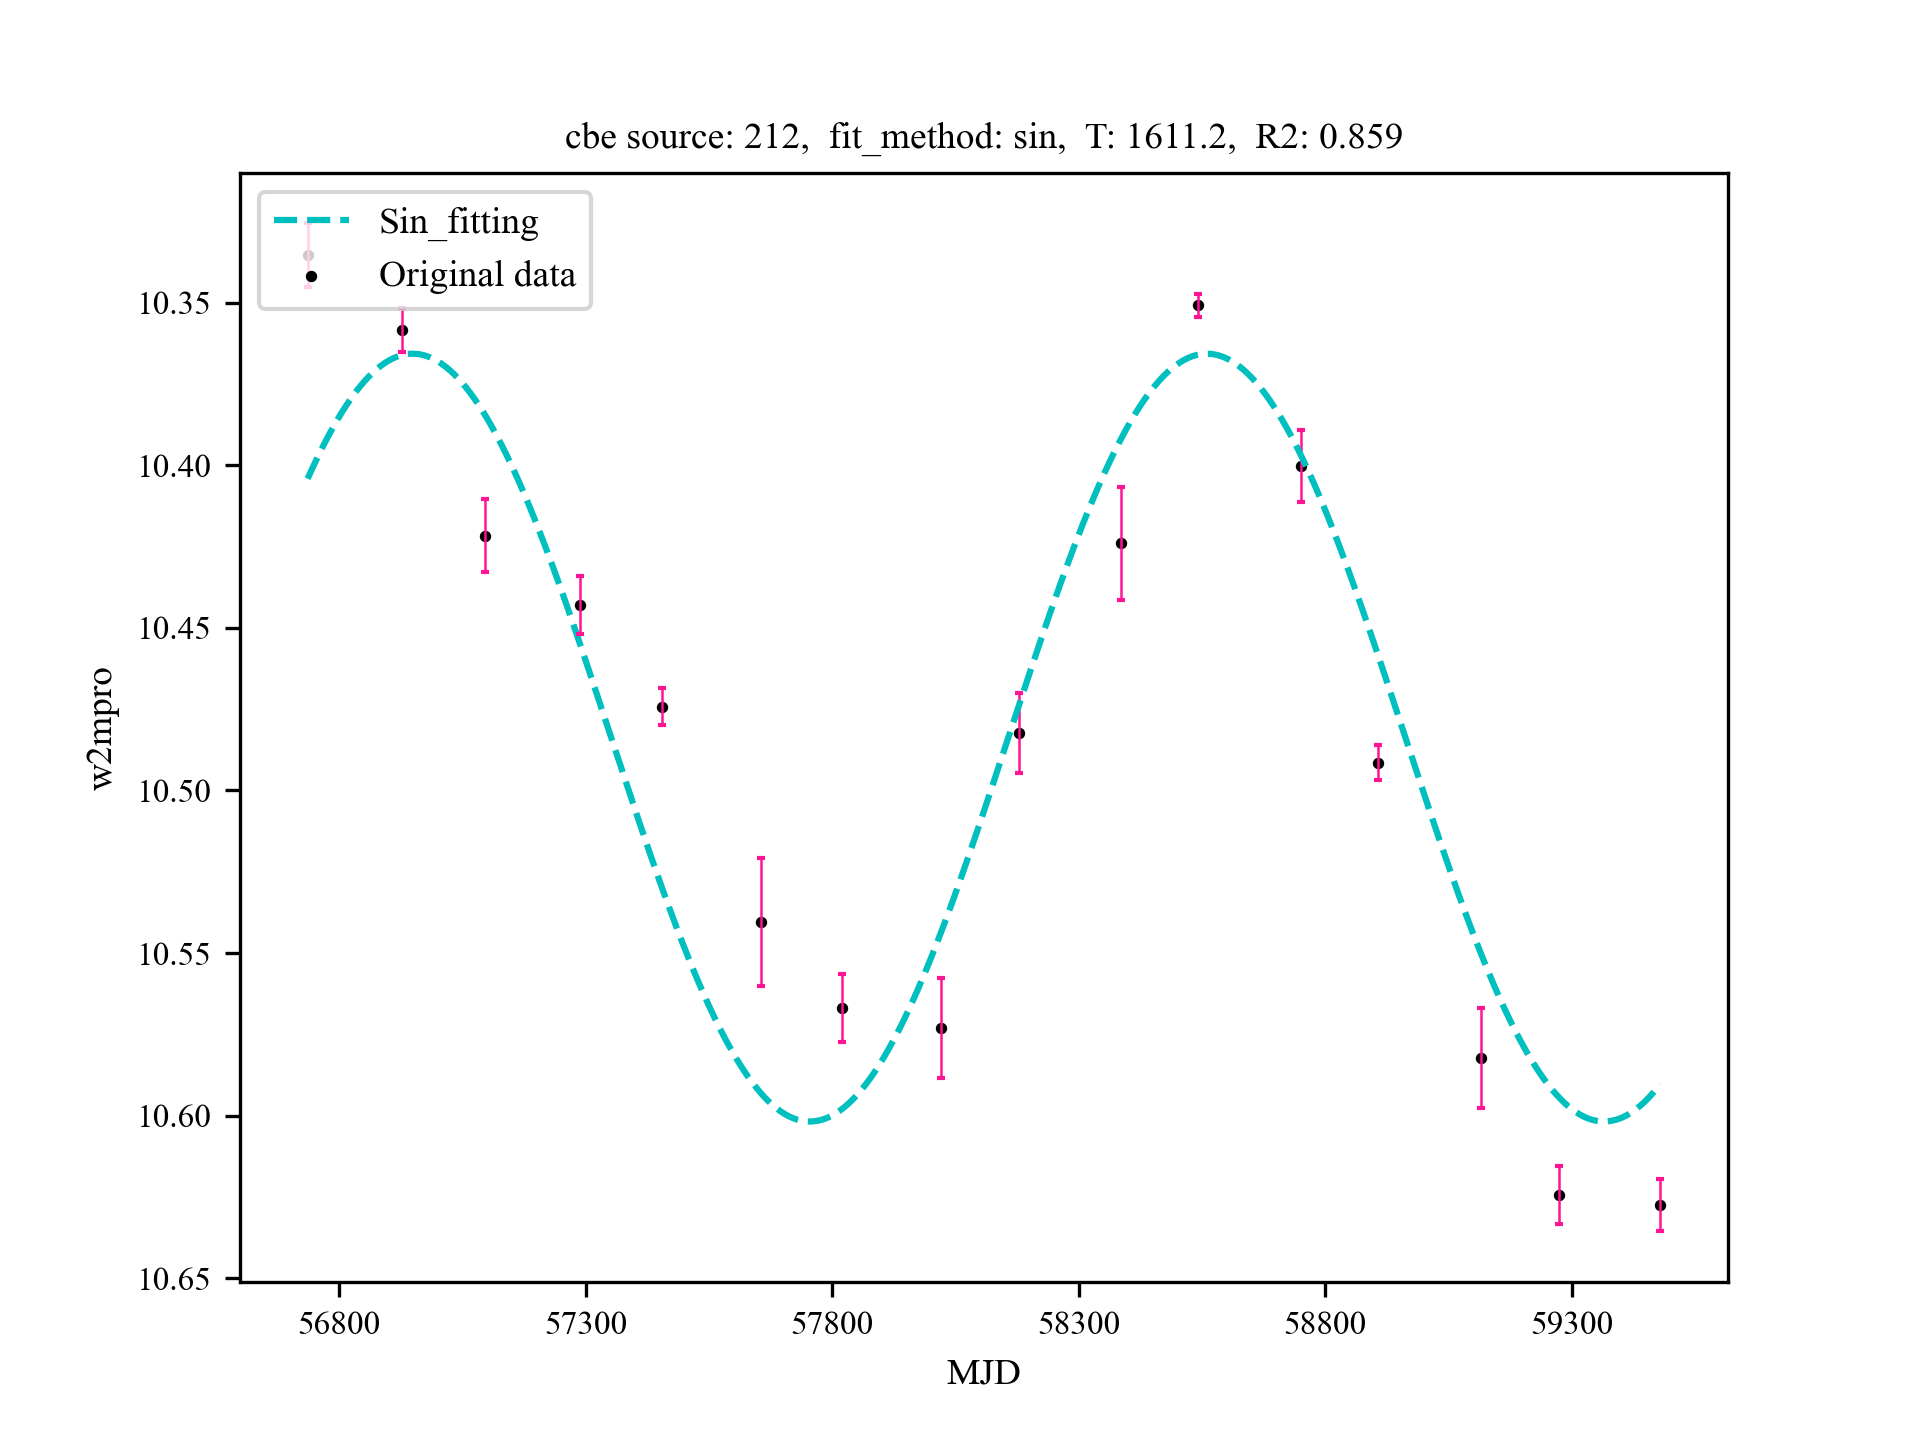 cbe source: 212,  fit_method: sin,  T: 1611.2,  R2: 0.859
Sin_fitting
Original data
10.35
10.40
10.45
10.50
10.55
10.60
10.65
w2mpro
56800
57300
57800
58300
58800
59300
MJD